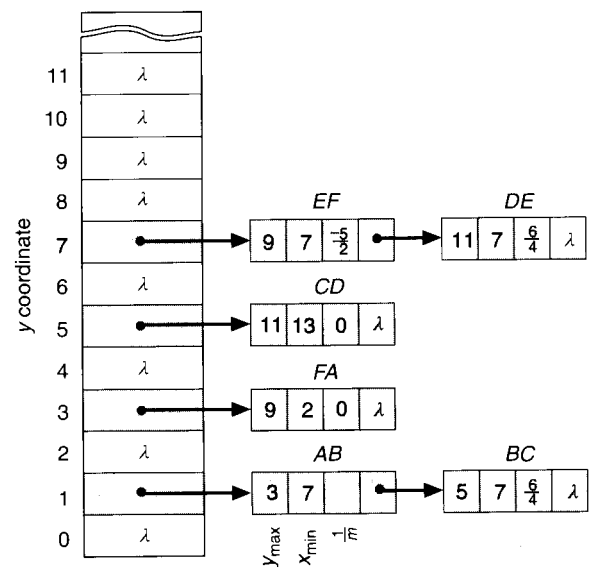 11 λ
10 λ
9 λ
8 λ
EF DE
7 9 7 -5/2 11 7 6/4 λ
6 λ
CD
5 11 13 0 λ
4 λ
FA
3 9 2 0 λ
2 λ
AB BC
1 3 7 5 7 6/4 λ
0 λ
y coordinate
ymax
xmin
1/m